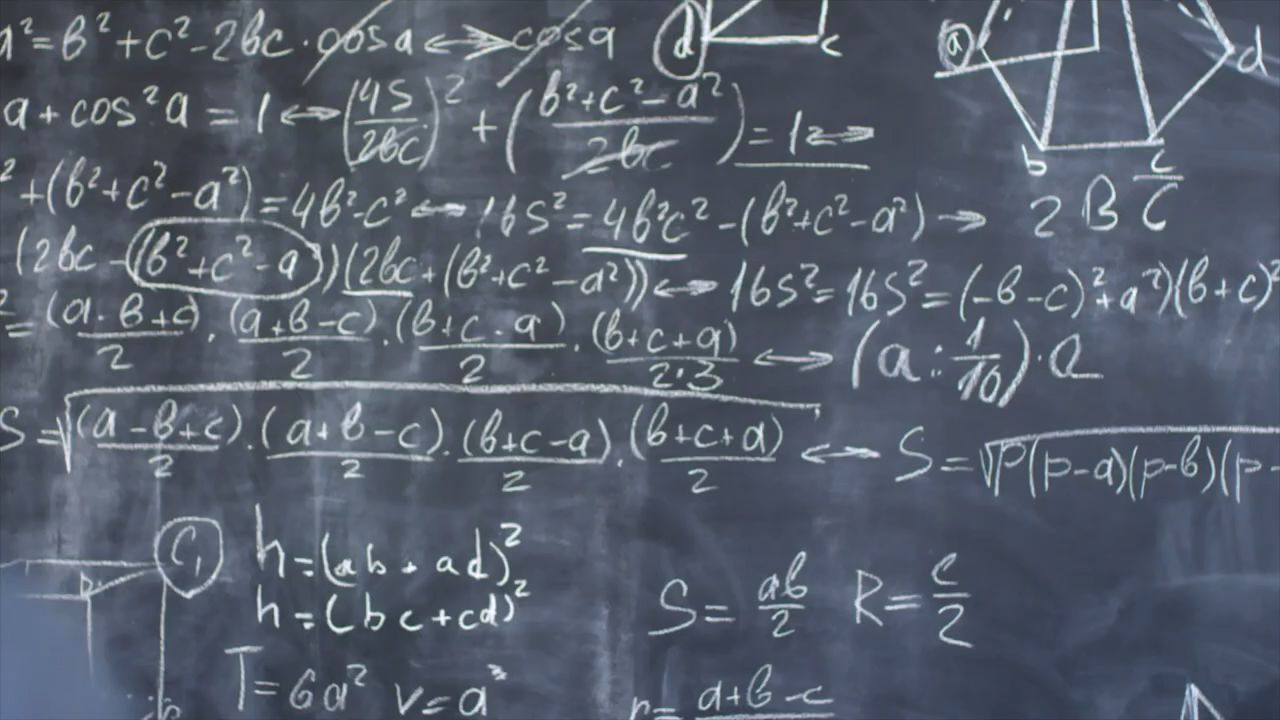 a²=b²+c²-2bc·cosa⟷cosa
a+cos²a=1⟷(4S/2bc)²+(b²+c²-a²/2bc)=1⟷
²+(b²+c²-a²)=4b²-c²⟷16S²=4b²c²-(b²+c²-a²)→
(2bc-(b²+c²-a))(2bc+(b²+c²-a²))⟷16S²=16S²=(-b-c)²+a²)(b+c)²
²=(a·b+c)/2·(a+b-c)/2·(b+c-a)/2·(b+c+a)/2·3⟷(a:1/10)·a
S=√(a-b+c)/2·(a+b-c)/2·(b+c-a)/2·(b+c+a)/2⟷S=√p(p-a)(p-b)(p-
d c
a d
b c
2BC
C₁
h=(ab+ad)²
h=(bc+cd)²
T=6a² v=a³
S=ab/2 R=c/2
r=a+b-c